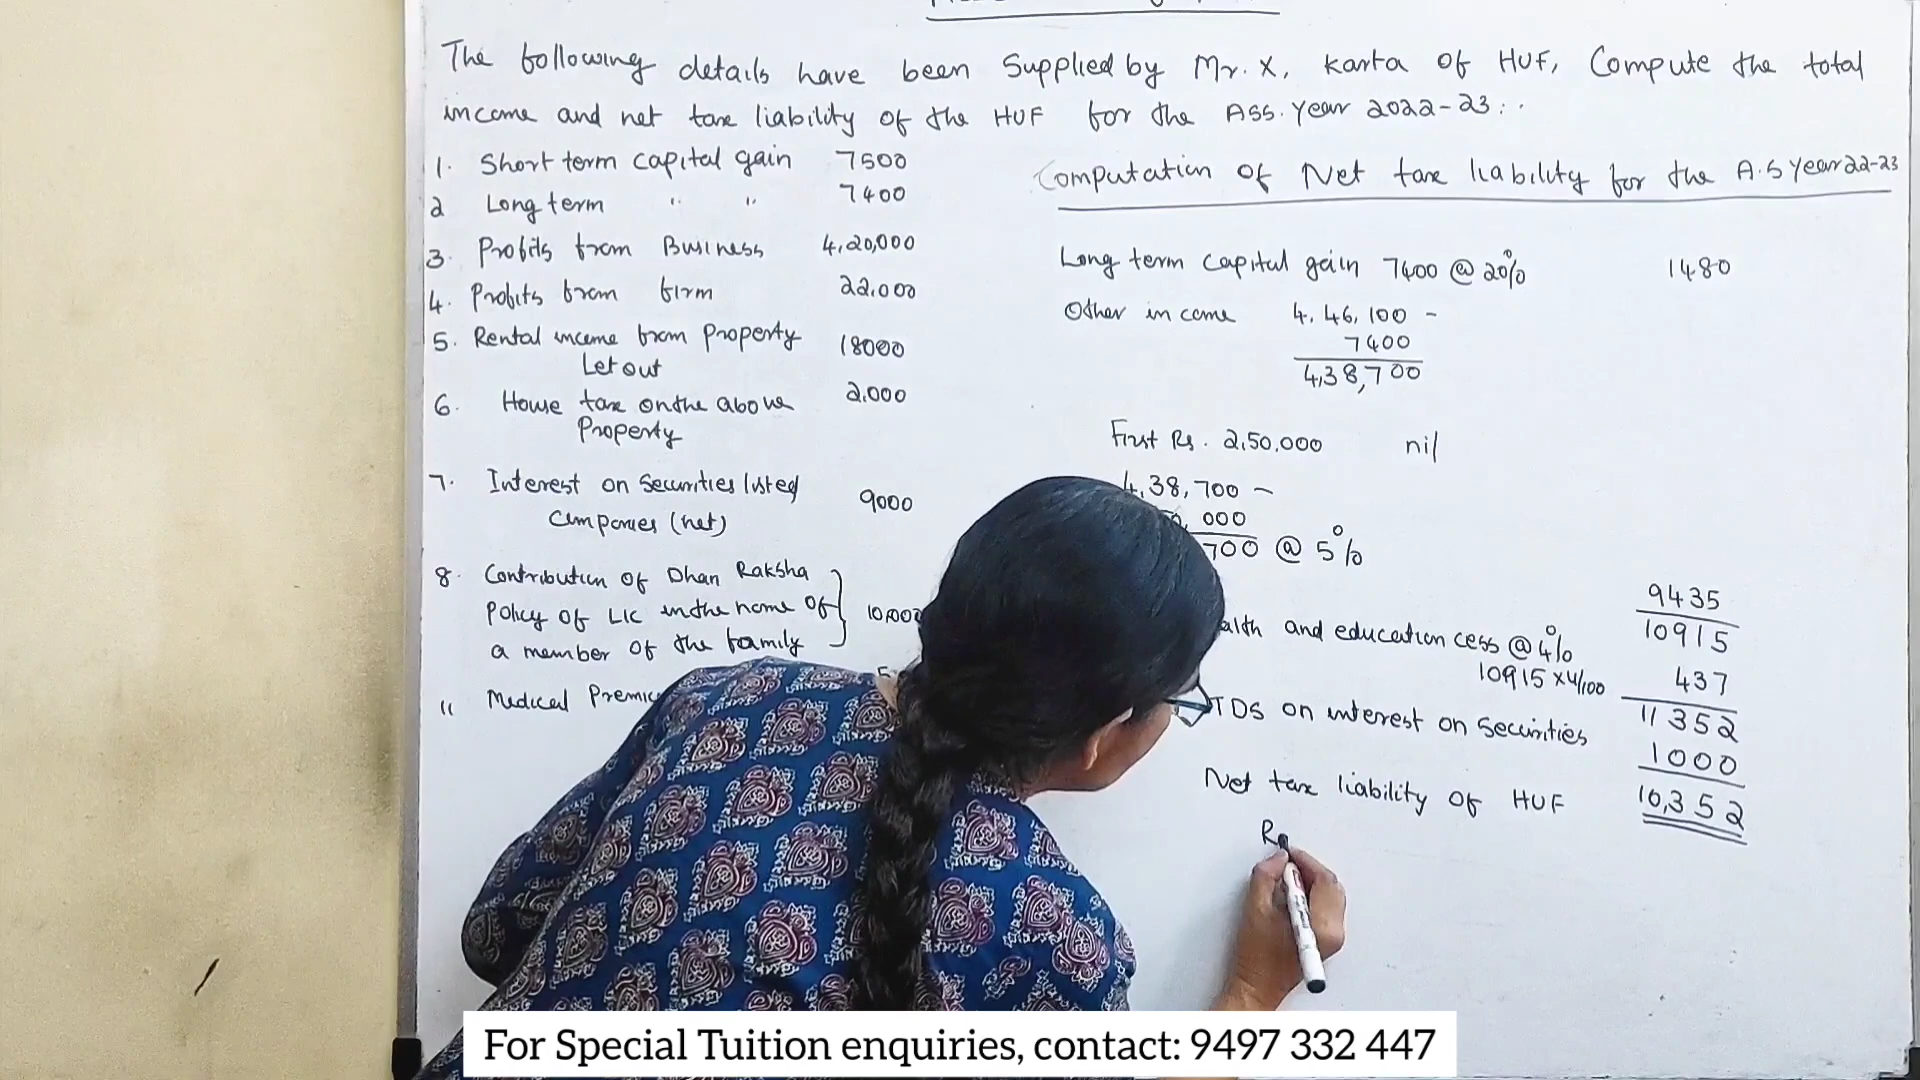 The following details have been Supplied by Mr. X, karta of HUF, Compute the total
income and net tax liability of the HUF for the Ass. Year 2022-23:
1. Short term capital gain 7500
2 Long term " " 7400
3. Profits from Business 4,20,000
4. Profits from firm 22,000
5. Rental income from Property 18000
Let out
6. House tax on the above 2,000
Property
7. Interest on Securities listed 9000
Companies (net)
8. Contribution of Dhan Raksha
Policy of LIC in the name of 10,000
a member of the family
11 Medical
Computation of Net tax liability for the A.S Year 22-23
Long term capital gain 7400 @ 20% 1480
Other income 4,46,100 -
7400
4,38,700
First Rs. 2,50,000 nil
4,38,700 -
000
700 @ 5%
9435
10915
and education cess @ 4%
10915 x 4/100 437
11352
TDS on interest on Securities 1000
Net tax liability of HUF 10,352
For Special Tuition enquiries, contact: 9497 332 447